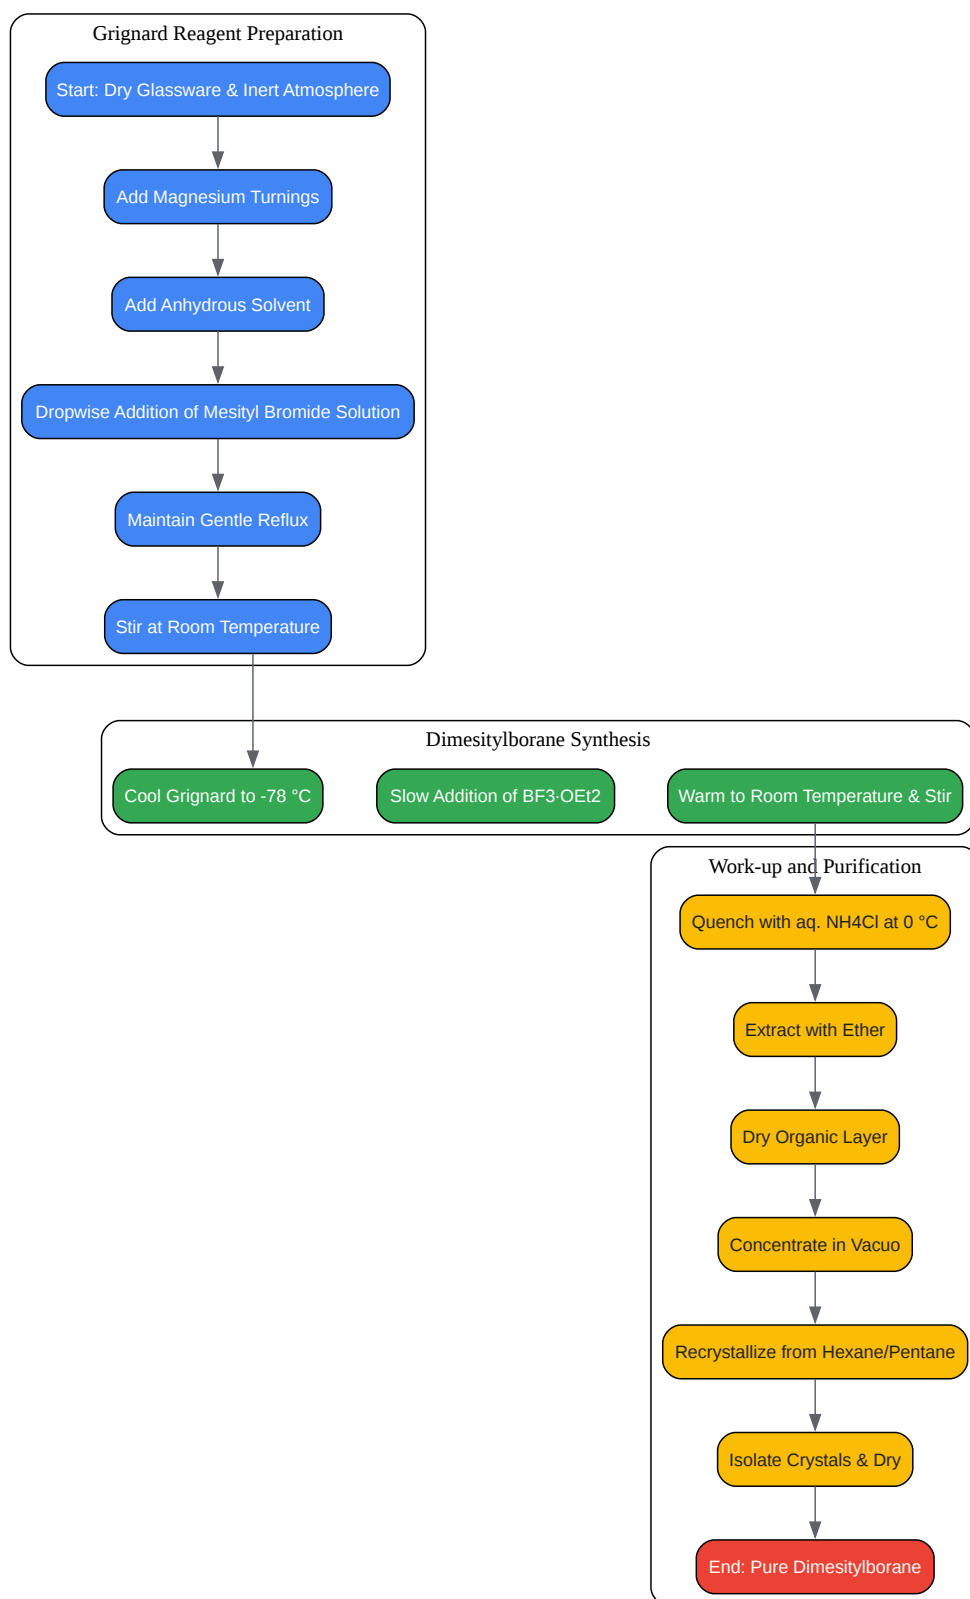 Grignard Reagent Preparation
Start: Dry Glassware & Inert Atmosphere
Add Magnesium Turnings
Add Anhydrous Solvent
Dropwise Addition of Mesityl Bromide Solution
Maintain Gentle Reflux
Stir at Room Temperature
Dimesitylborane Synthesis
Cool Grignard to -78 °C
Slow Addition of BF3·OEt2
Warm to Room Temperature & Stir
Work-up and Purification
Quench with aq. NH4Cl at 0 °C
Extract with Ether
Dry Organic Layer
Concentrate in Vacuo
Recrystallize from Hexane/Pentane
Isolate Crystals & Dry
End: Pure Dimesitylborane